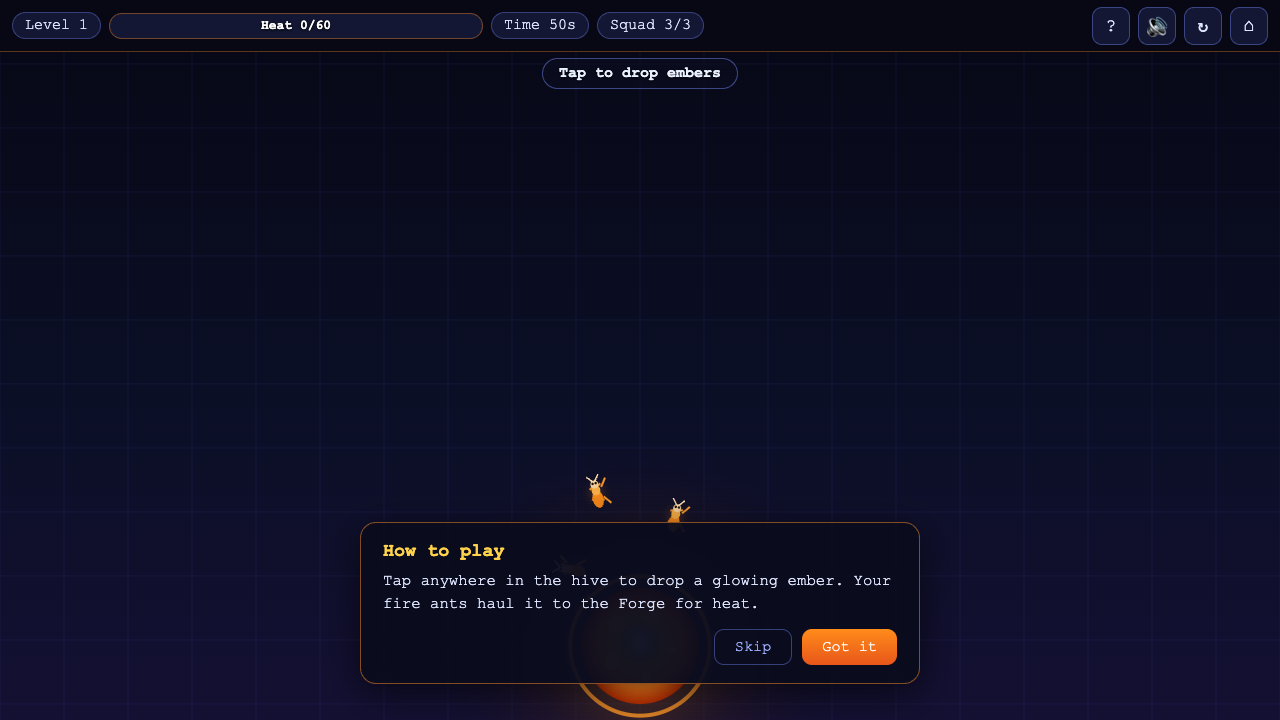 Level 1
Heat 0/60
Time 50s
Squad 3/3
?
Tap to drop embers
How to play
Tap anywhere in the hive to drop a glowing ember. Your
fire ants haul it to the Forge for heat.
Skip
Got it